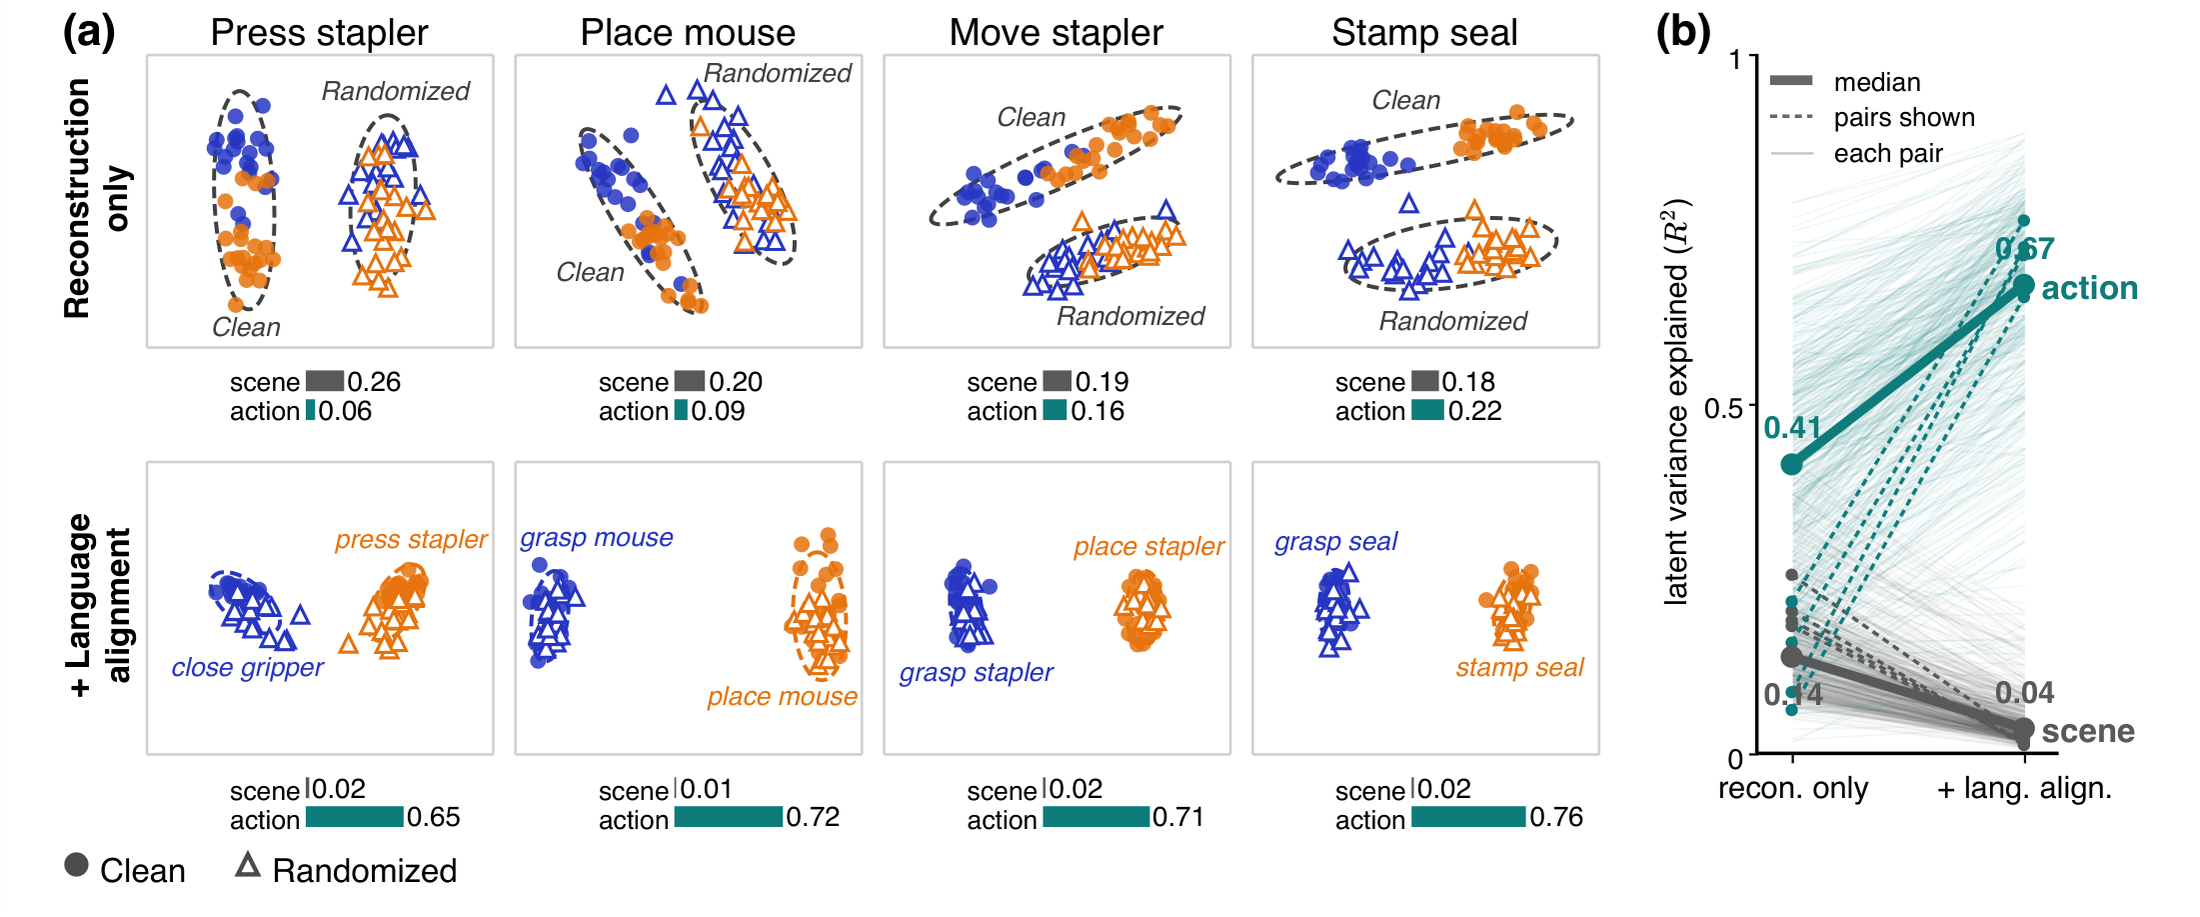 (a)
Press stapler
Place mouse
Move stapler
Stamp seal
Reconstruction
only
Randomized
Clean
Randomized
Clean
Clean
Randomized
Clean
Randomized
scene 0.26
action 0.06
scene 0.20
action 0.09
scene 0.19
action 0.16
scene 0.18
action 0.22
+ Language
alignment
press stapler
close gripper
grasp mouse
place mouse
place stapler
grasp stapler
grasp seal
stamp seal
scene 0.02
action 0.65
scene 0.01
action 0.72
scene 0.02
action 0.71
scene 0.02
action 0.76
Clean
Randomized
(b)
latent variance explained (R²)
1
0.5
0
median
pairs shown
each pair
0.67
action
0.41
0.14
0.04
scene
recon. only
+ lang. align.